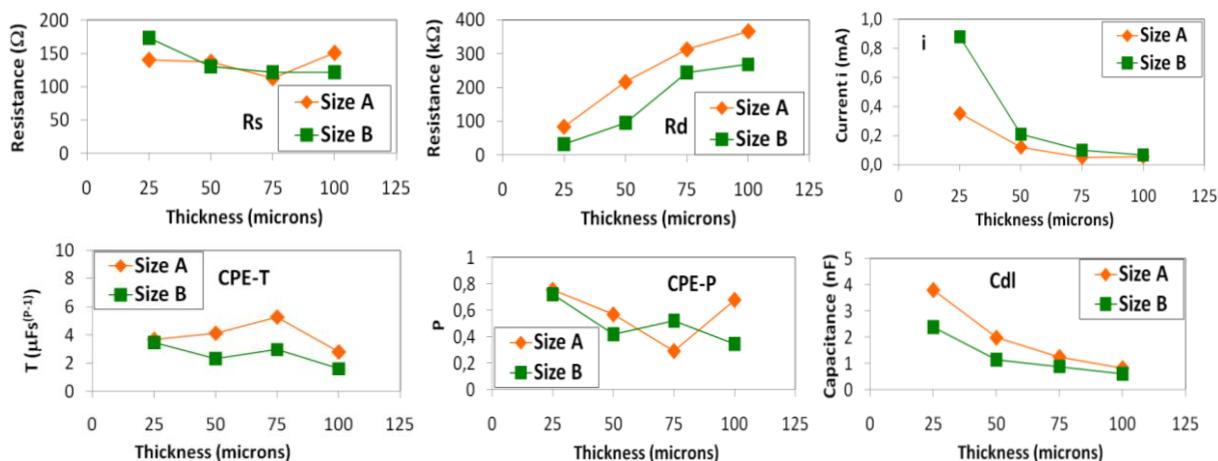 200
150
100
50
0
Resistance (Ω)
Rs
Size A
Size B
0 25 50 75 100 125
Thickness (microns)
400
300
200
100
0
Resistance (kΩ)
Rd
Size A
Size B
0 25 50 75 100 125
Thickness (microns)
1,0
0,8
0,6
0,4
0,2
0,0
Current i (mA)
i
Size A
Size B
0 25 50 75 100 125
Thickness (microns)
10
8
6
4
2
0
T (µFs(P-1))
Size A
Size B
CPE-T
0 25 50 75 100 125
Thickness (microns)
1
0,8
0,6
0,4
0,2
0
P
CPE-P
Size A
Size B
0 25 50 75 100 125
Thickness (microns)
5
4
3
2
1
0
Capacitance (nF)
Cdl
Size A
Size B
0 25 50 75 100 125
Thickness (microns)